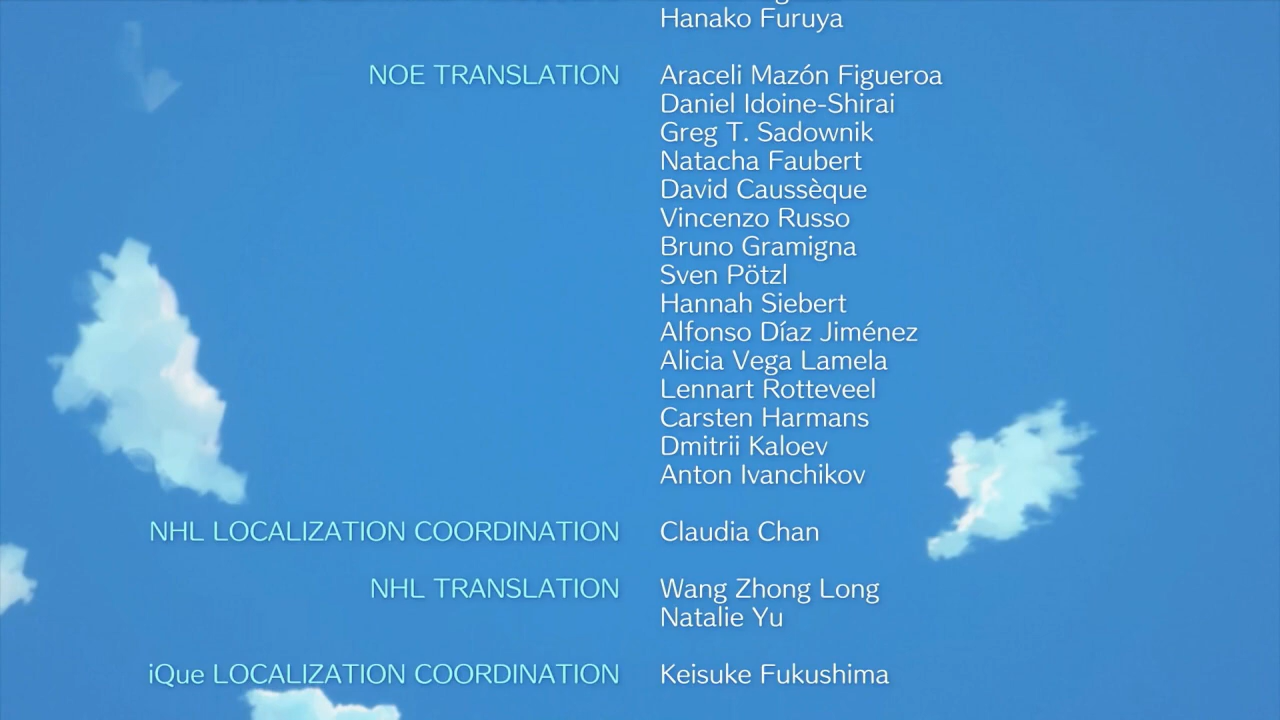 Hanako Furuya
NOE TRANSLATION Araceli Mazón Figueroa
Daniel Idoine-Shirai
Greg T. Sadownik
Natacha Faubert
David Caussèque
Vincenzo Russo
Bruno Gramigna
Sven Pötzl
Hannah Siebert
Alfonso Díaz Jiménez
Alicia Vega Lamela
Lennart Rotteveel
Carsten Harmans
Dmitrii Kaloev
Anton Ivanchikov
NHL LOCALIZATION COORDINATION Claudia Chan
NHL TRANSLATION Wang Zhong Long
Natalie Yu
iQue LOCALIZATION COORDINATION Keisuke Fukushima